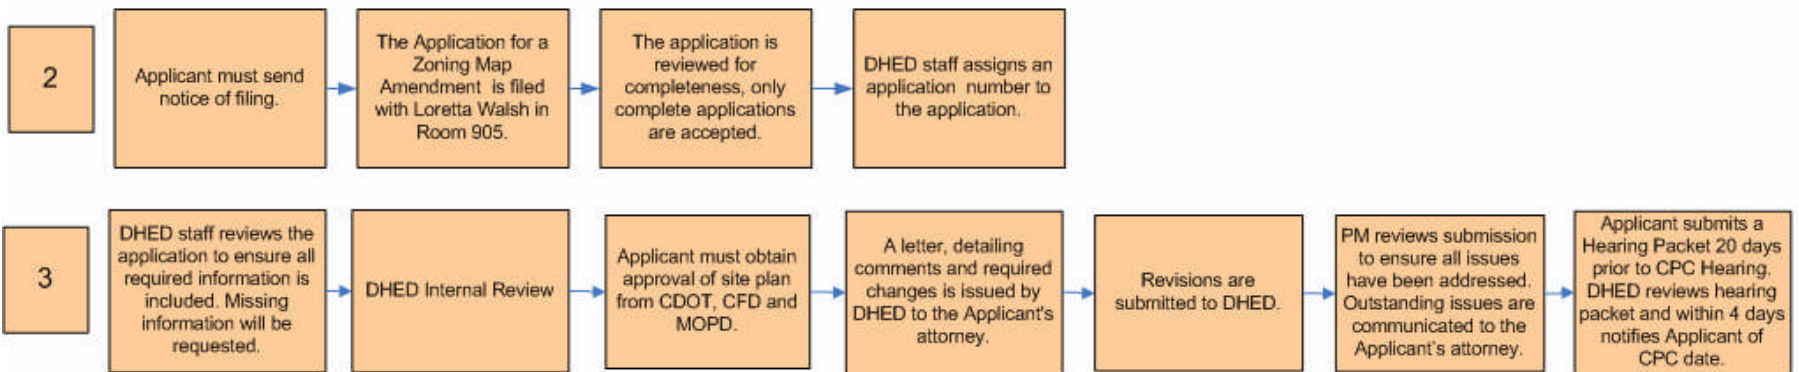 2
Applicant must send
notice of filing.
The Application for a
Zoning Map
Amendment is filed
with Loretta Walsh in
Room 905.
The application is
reviewed for
completeness, only
complete applications
are accepted.
DHED staff assigns an
application number to
the application.
3
DHED staff reviews the
application to ensure all
required information is
included. Missing
information will be
requested.
DHED Internal Review
Applicant must obtain
approval of site plan
from CDOT, CFD and
MOPD.
A letter, detailing
comments and required
changes is issued by
DHED to the Applicant's
attorney.
Revisions are
submitted to DHED.
PM reviews submission
to ensure all issues
have been addressed.
Outstanding issues are
communicated to the
Applicant's attorney.
Applicant submits a
Hearing Packet 20 days
prior to CPC Hearing.
DHED reviews hearing
packet and within 4 days
notifies Applicant of
CPC date.